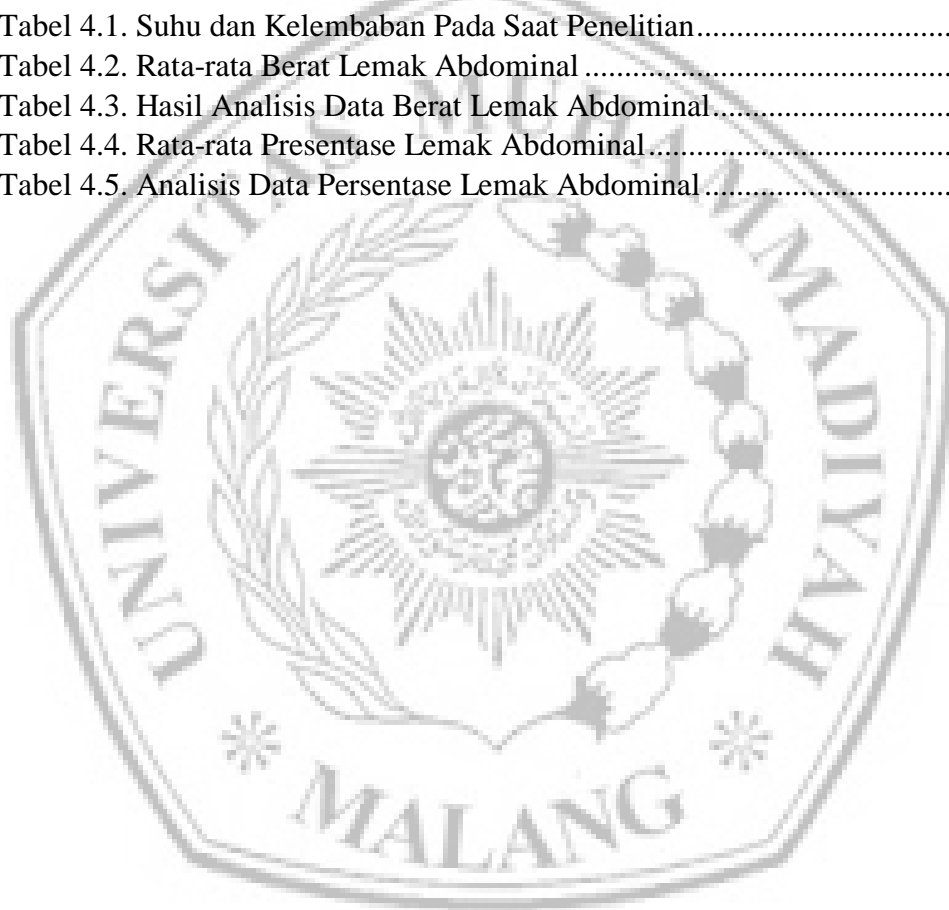 Tabel 4.1. Suhu dan Kelembaban Pada Saat Penelitian........................................
Tabel 4.2. Rata-rata Berat Lemak Abdominal........................................
Tabel 4.3. Hasil Analisis Data Berat Lemak Abdominal........................................
Tabel 4.4. Rata-rata Presentase Lemak Abdominal........................................
Tabel 4.5. Analisis Data Persentase Lemak Abdominal........................................
UNIVERSITAS MUHAMMADIYAH
MALANG